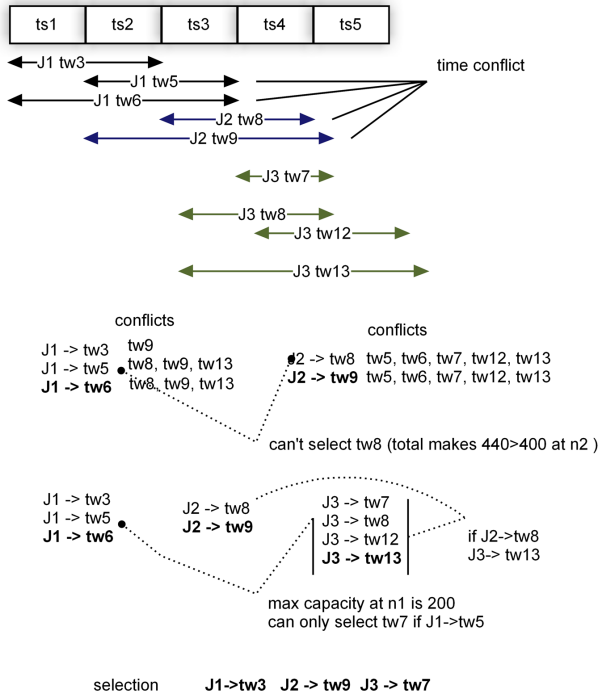 ts1 ts2 ts3 ts4 ts5
J1 tw3
time conflict
J1 tw5
J1 tw6
J2 tw8
J2 tw9
J3 tw7
J3 tw8
J3 tw12
J3 tw13
conflicts
J1 -> tw3 tw9
J1 -> tw5 tw8, tw9, tw13
J1 -> tw6 tw8, tw9, tw13
conflicts
J2 -> tw8 tw5, tw6, tw7, tw12, tw13
J2 -> tw9 tw5, tw6, tw7, tw12, tw13
can't select tw8 (total makes 440>400 at n2 )
J1 -> tw3
J1 -> tw5
J1 -> tw6
J2 -> tw8
J2 -> tw9
J3 -> tw7
J3 -> tw8
J3 -> tw12
J3 -> tw13
if J2->tw8
J3-> tw13
max capacity at n1 is 200
can only select tw7 if J1->tw5
selection J1->tw3 J2 -> tw9 J3 -> tw7